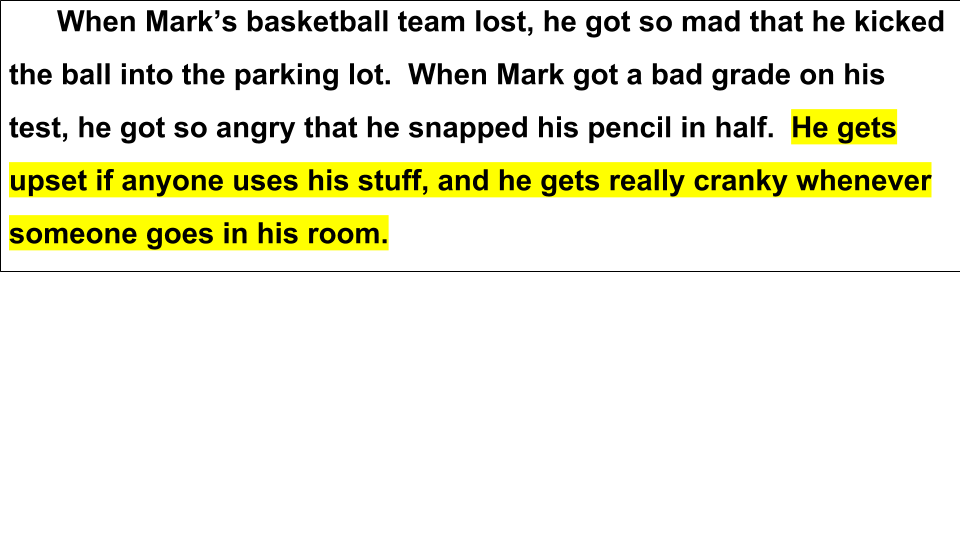 When Mark’s basketball team lost, he got so mad that he kicked
the ball into the parking lot.  When Mark got a bad grade on his
test, he got so angry that he snapped his pencil in half.  He gets
upset if anyone uses his stuff, and he gets really cranky whenever
someone goes in his room.